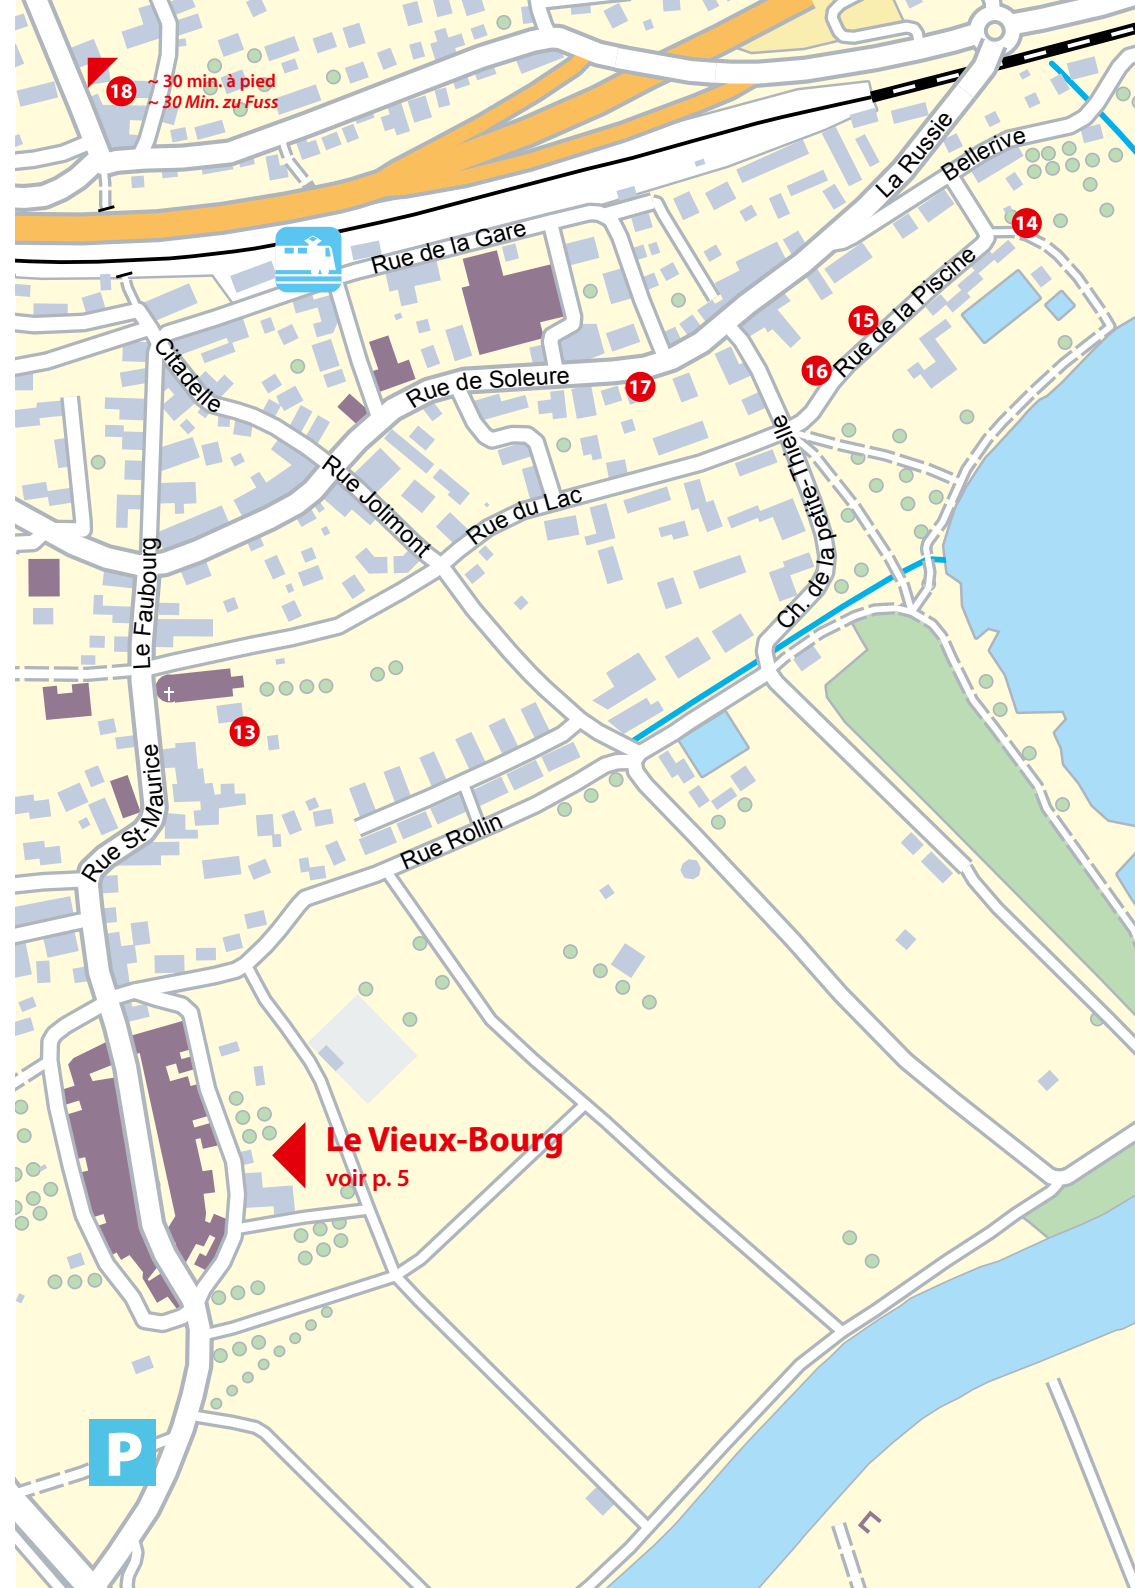 18
~ 30 min. à pied
~ 30 Min. zu Fuss
La Russie
Bellerive
14
Rue de la Gare
Rue de la Piscine
15
16
Citadelle
Rue de Soleure
17
Rue Jolimont
Rue du Lac
Ch. de la petite-Thielle
Le Faubourg
13
Rue St-Maurice
Rue Rollin
Le Vieux-Bourg
voir p. 5
P